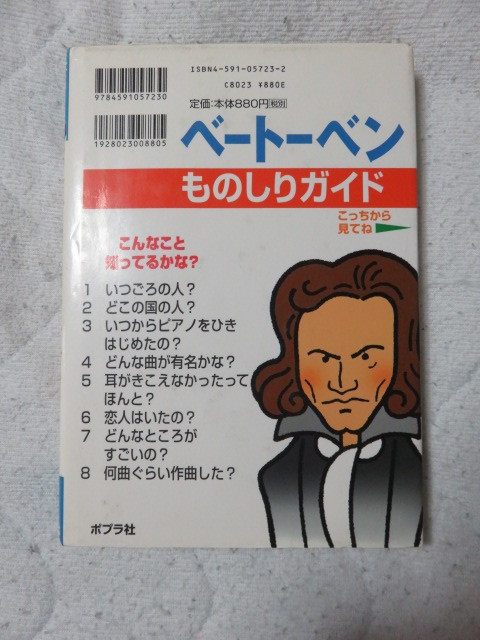 ISBN4-591-05723-2
C8023 ¥880E
9784591057230
定価:本体880円(税別)
1928023008805
ベートーベン
ものしりガイド
こっちから
見てね
こんなこと
知ってるかな?
1 いつごろの人?
2 どこの国の人?
3 いつからピアノをひき
はじめたの?
4 どんな曲が有名かな?
5 耳がきこえなかったって
ほんと?
6 恋人はいたの?
7 どんなところが
すごいの?
8 何曲ぐらい作曲した?
ポプラ社